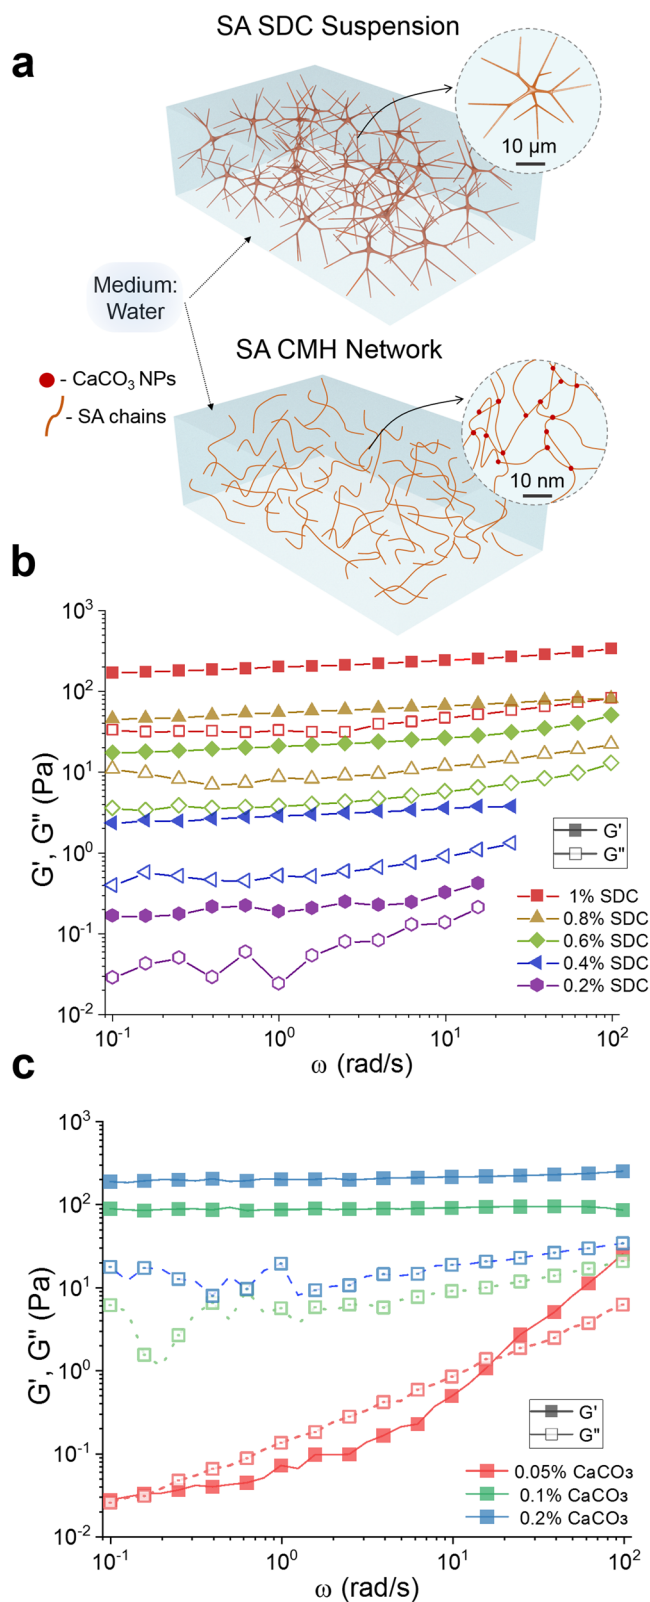 SA SDC Suspension
a
10 µm
Medium:
Water
SA CMH Network
- CaCO₃ NPs
- SA chains
10 nm
b
10³
10²
10¹
10⁰
10⁻¹
10⁻²
G', G" (Pa)
G'
G"
1% SDC
0.8% SDC
0.6% SDC
0.4% SDC
0.2% SDC
10⁻¹ 10⁰ 10¹ 10²
ω (rad/s)
c
10³
10²
10¹
10⁰
10⁻¹
10⁻²
G', G" (Pa)
G'
G"
0.05% CaCO₃
0.1% CaCO₃
0.2% CaCO₃
10⁻¹ 10⁰ 10¹ 10²
ω (rad/s)